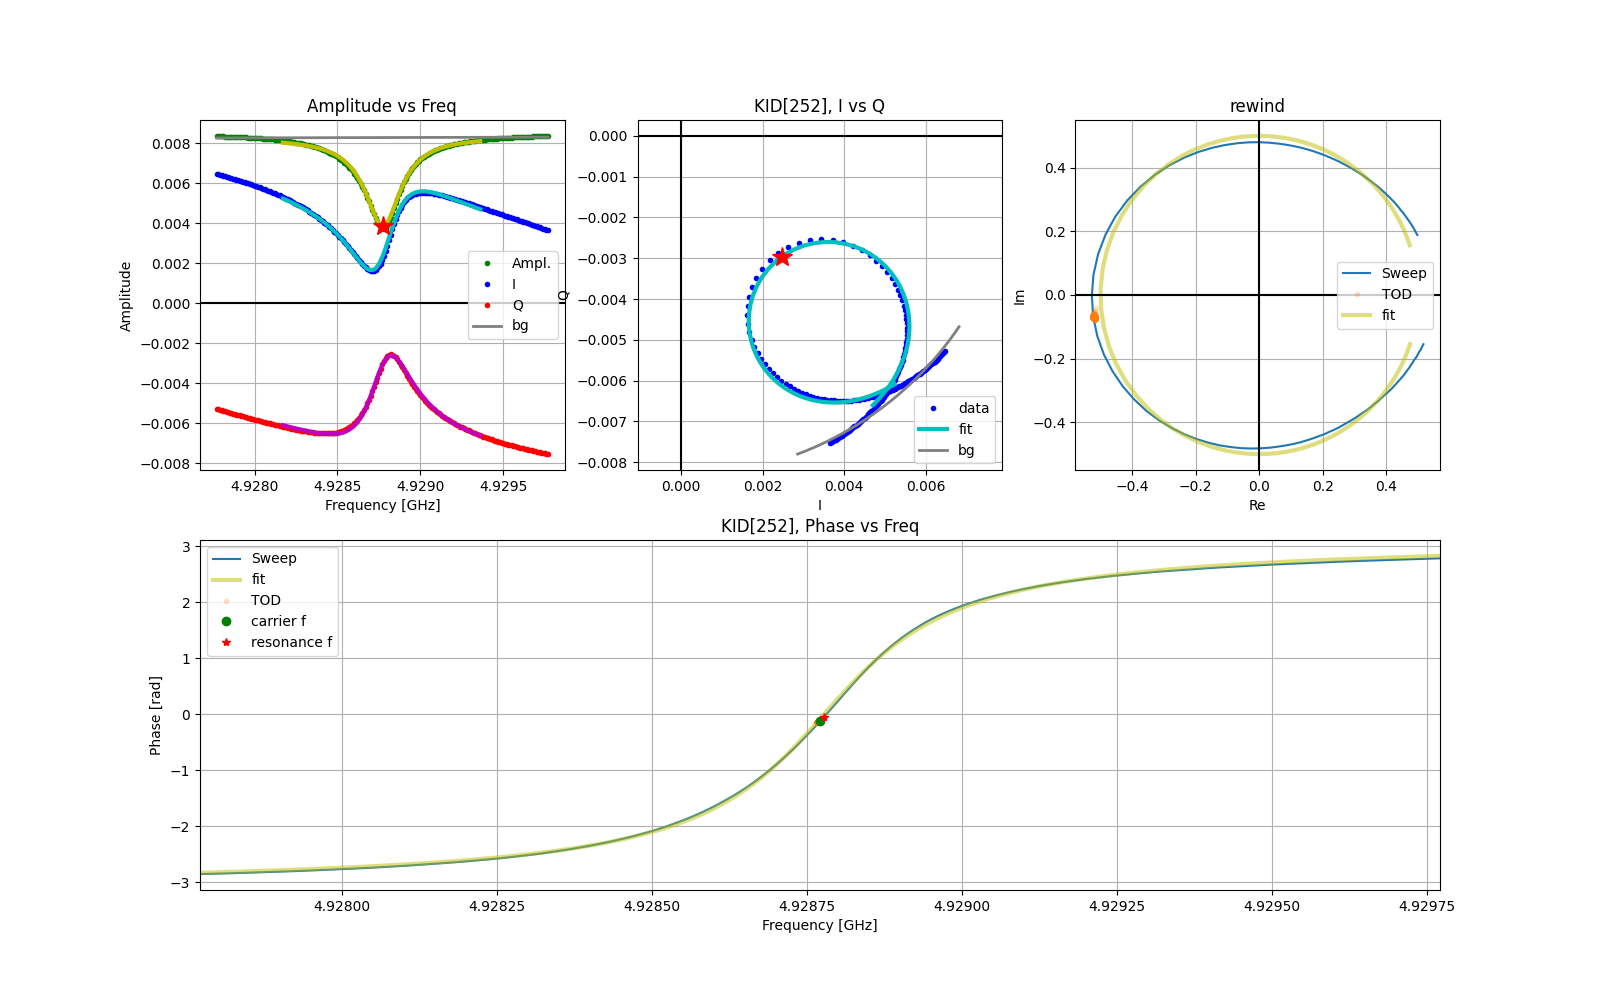 Amplitude vs Freq
KID[252], I vs Q
rewind
Amplitude
0.008
0.006
0.004
0.002
0.000
−0.002
−0.004
−0.006
−0.008
4.9280
4.9285
4.9290
4.9295
Frequency [GHz]
Ampl.
I
Q
bg
Q
0.000
−0.001
−0.002
−0.003
−0.004
−0.005
−0.006
−0.007
−0.008
0.000
0.002
0.004
0.006
I
data
fit
bg
Im
0.4
0.2
0.0
−0.2
−0.4
−0.4
−0.2
0.0
0.2
0.4
Re
Sweep
TOD
fit
KID[252], Phase vs Freq
Phase [rad]
3
2
1
0
−1
−2
−3
Sweep
fit
TOD
carrier f
resonance f
4.92800
4.92825
4.92850
4.92875
4.92900
4.92925
4.92950
4.92975
Frequency [GHz]